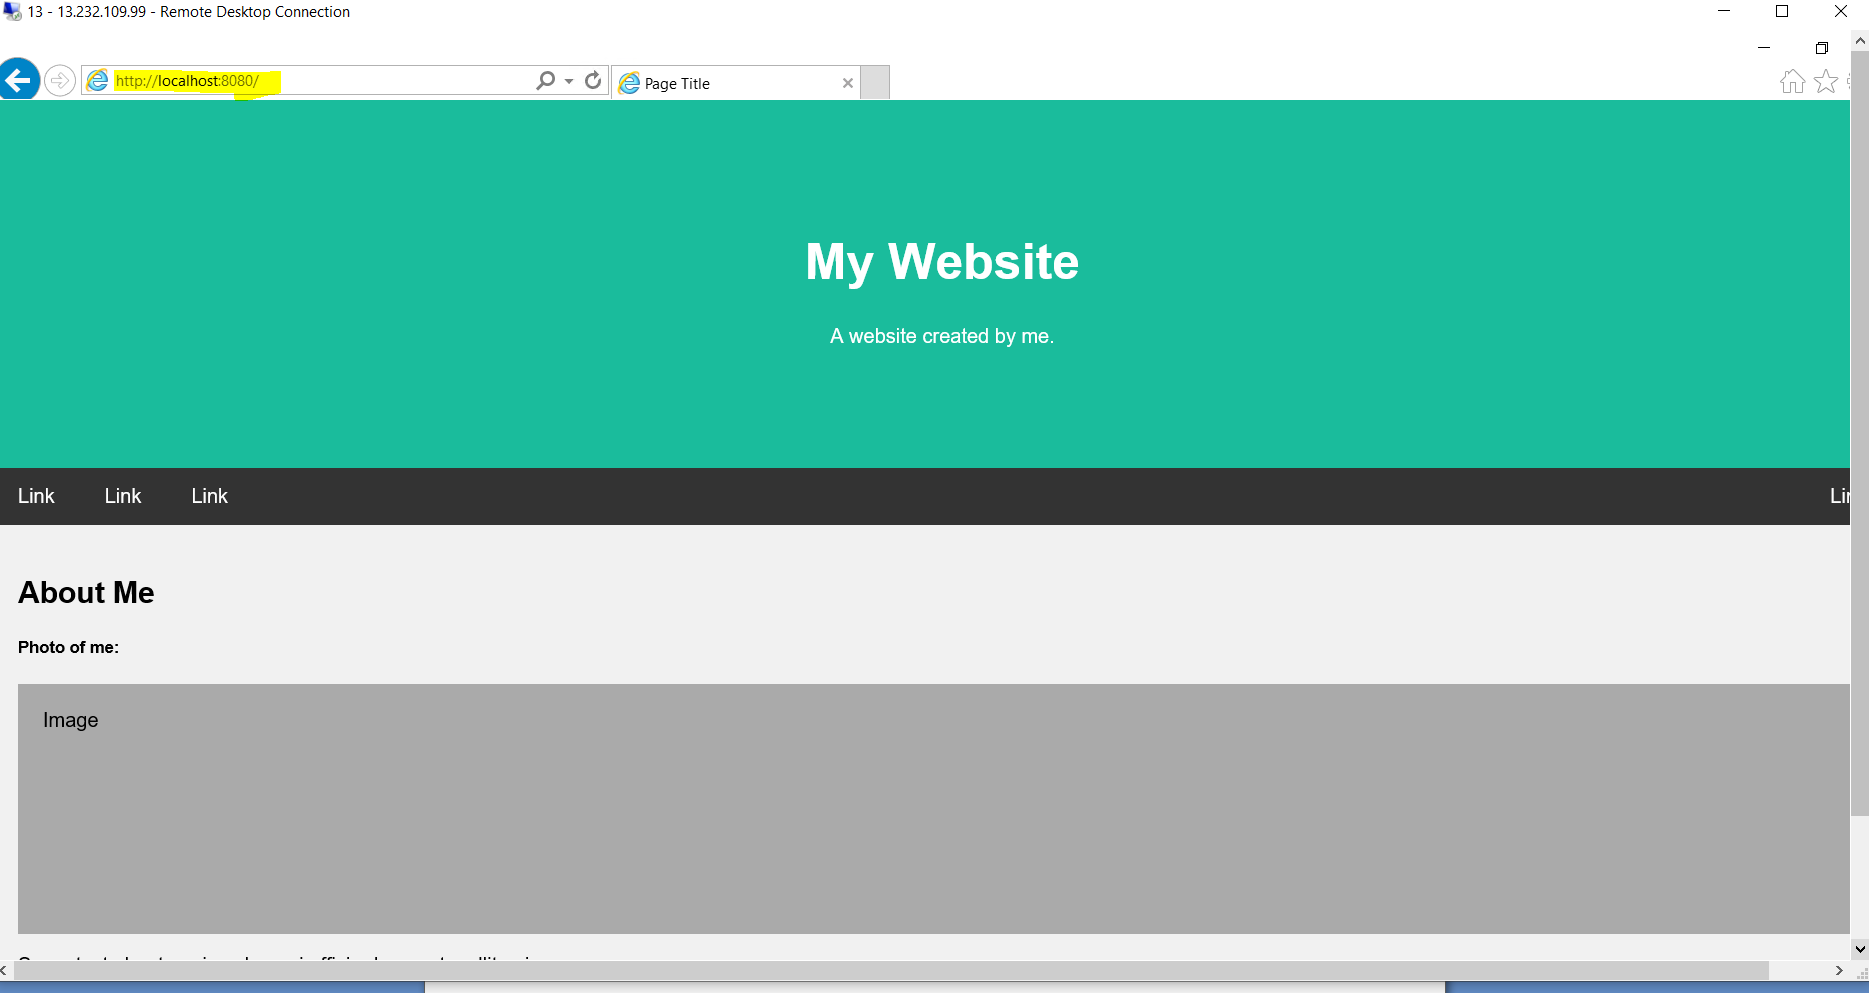 13 - 13.232.109.99 - Remote Desktop Connection
http://localhost:8080/
Page Title
My Website
A website created by me.
Link Link Link
About Me
Photo of me:
Image